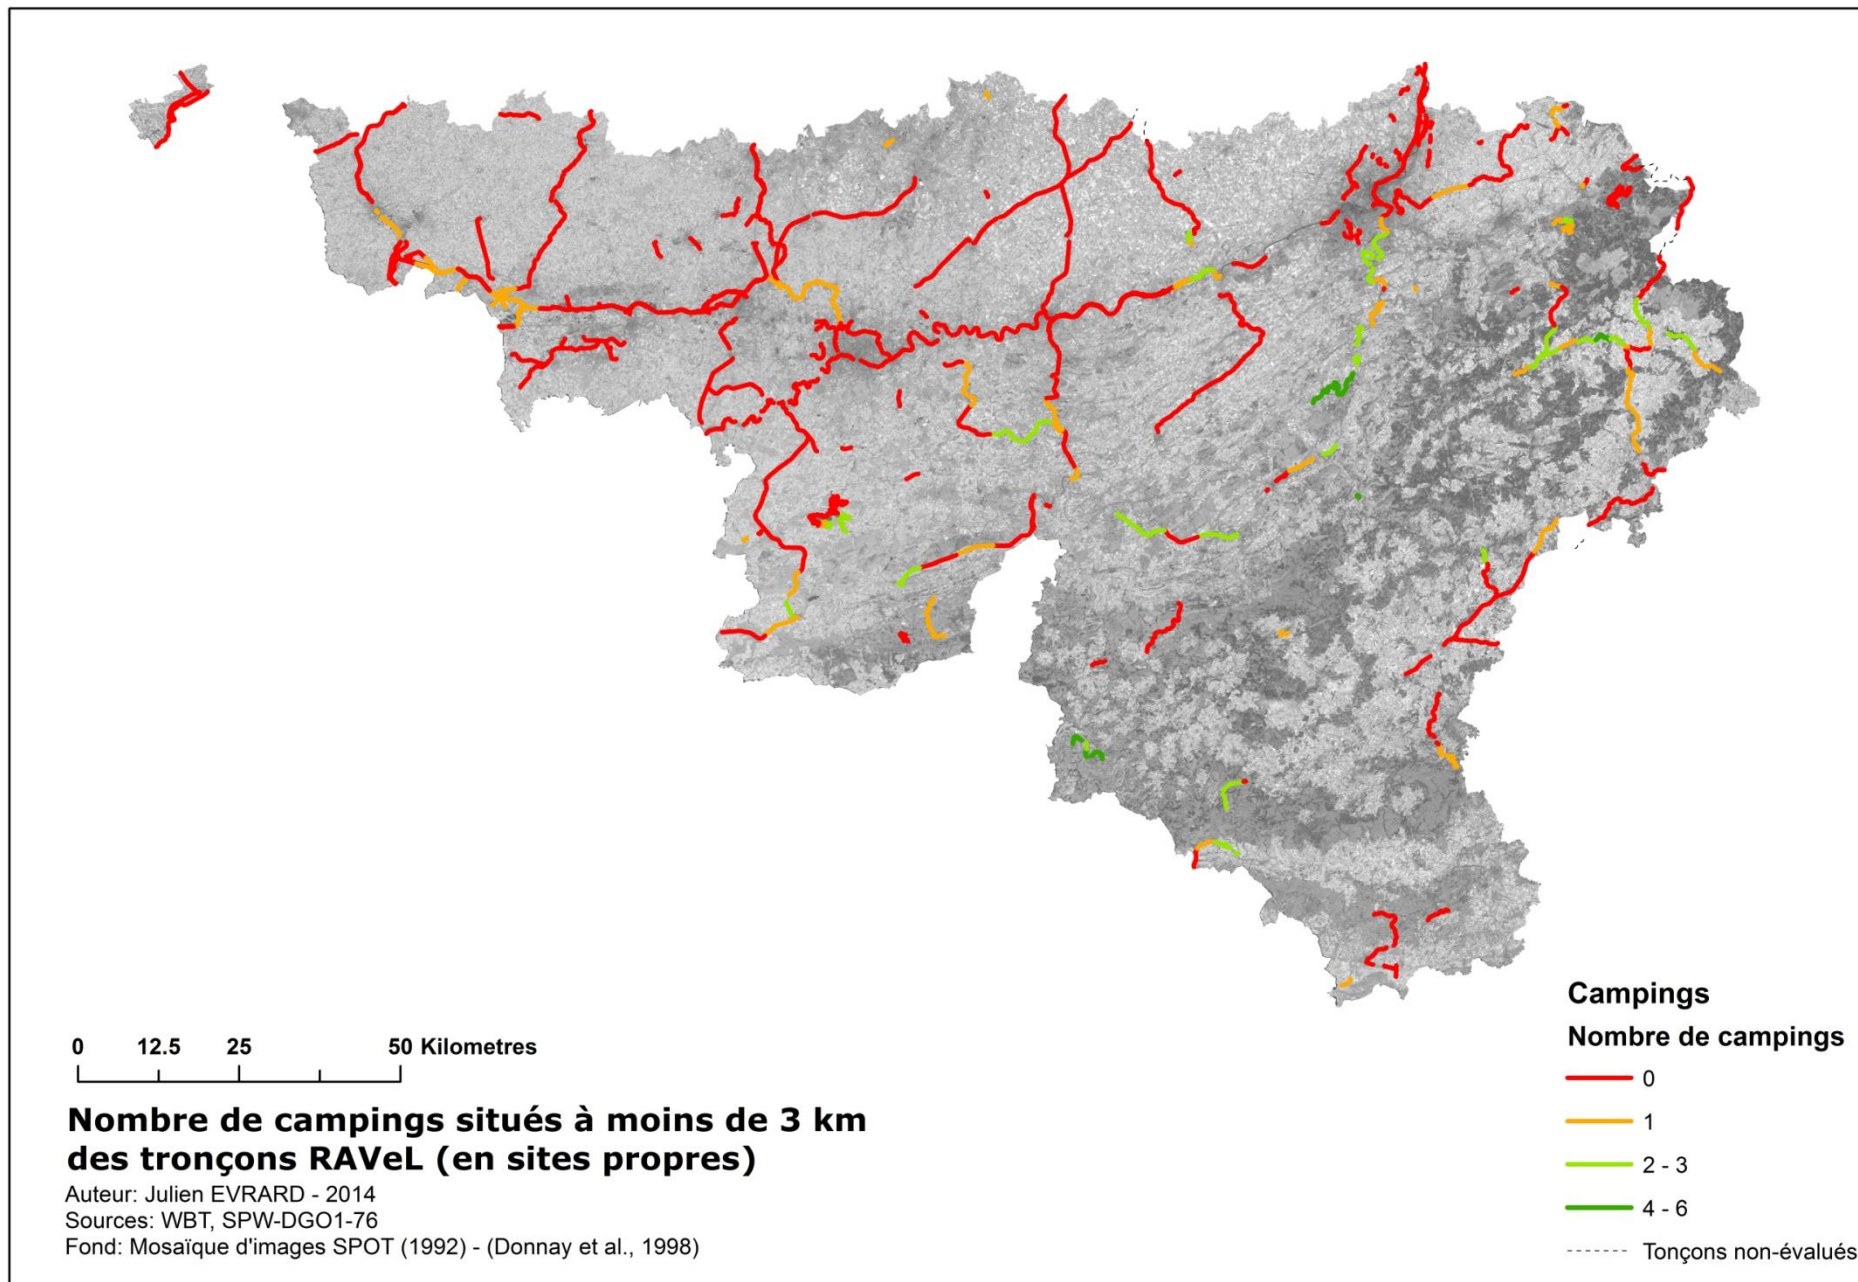 0 12.5 25 50 Kilometres
Nombre de campings situés à moins de 3 km
des tronçons RAVeL (en sites propres)
Auteur: Julien EVRARD - 2014
Sources: WBT, SPW-DGO1-76
Fond: Mosaïque d'images SPOT (1992) - (Donnay et al., 1998)
Campings
Nombre de campings
0
1
2 - 3
4 - 6
Tonçons non-évalués